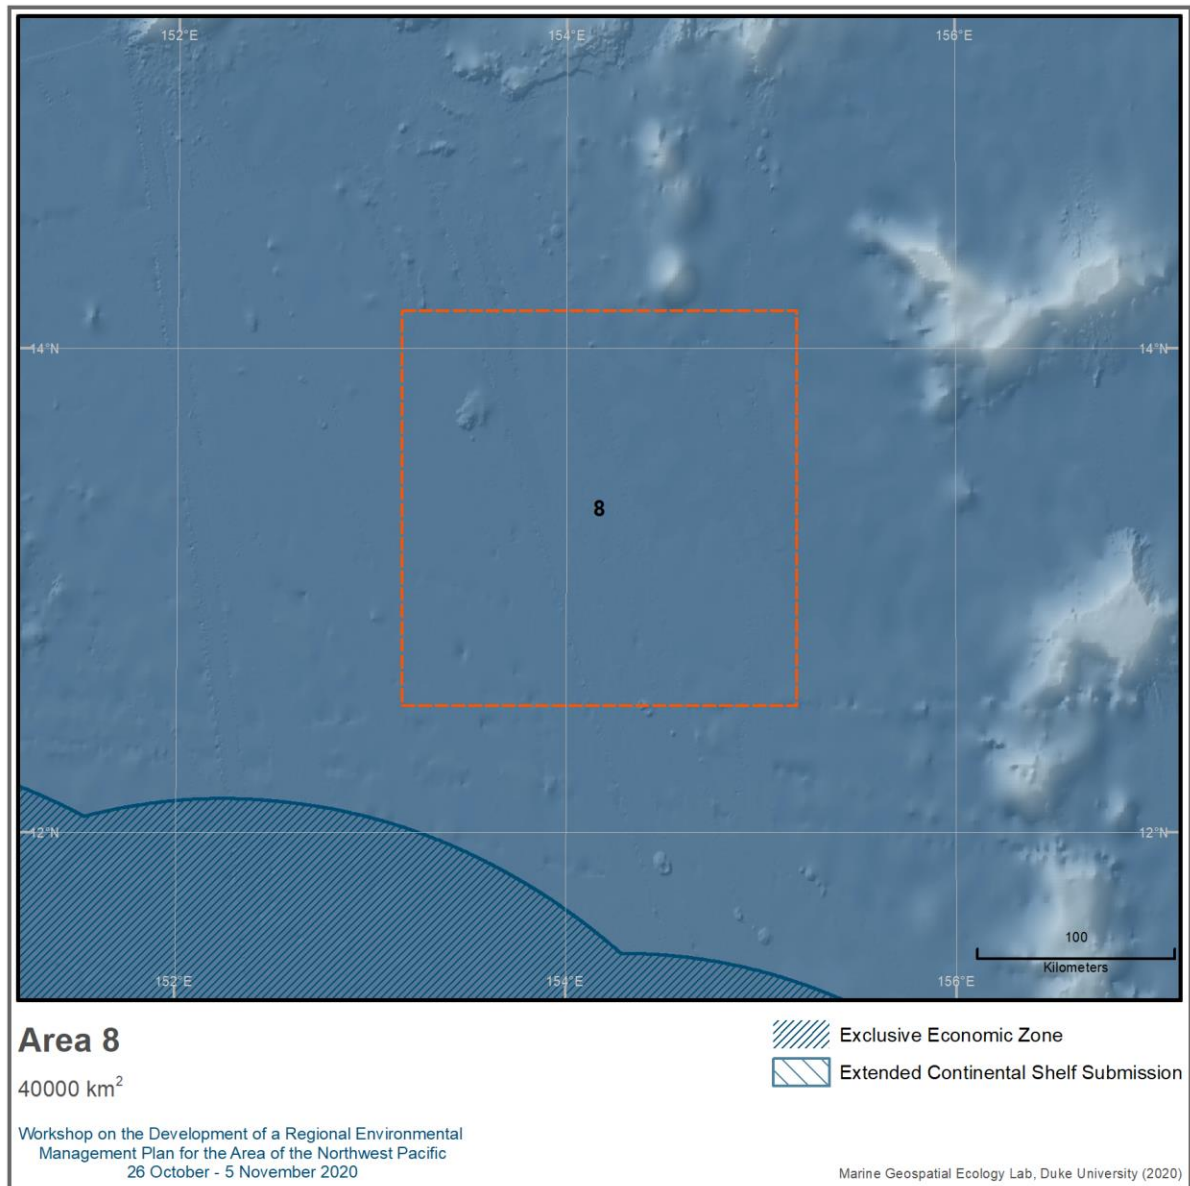 152°E 154°E 156°E
14°N 14°N
8
12°N 12°N
100
Kilometers
152°E 154°E 156°E
Area 8
40000 km²
Exclusive Economic Zone
Extended Continental Shelf Submission
Workshop on the Development of a Regional Environmental
Management Plan for the Area of the Northwest Pacific
26 October - 5 November 2020
Marine Geospatial Ecology Lab, Duke University (2020)